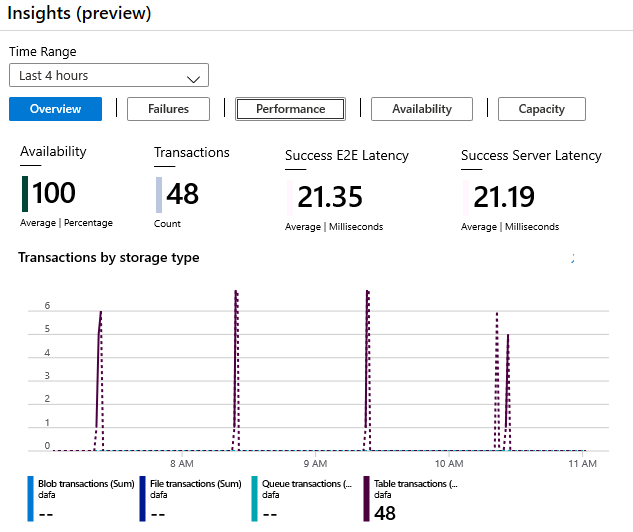 Insights (preview)
Time Range
Last 4 hours
Overview
Failures
Performance
Availability
Capacity
Availability
100
Average | Percentage
Transactions
48
Count
Success E2E Latency
21.35
Average | Milliseconds
Success Server Latency
21.19
Average | Milliseconds
Transactions by storage type
6
5
4
3
2
1
0
8 AM
9 AM
10 AM
11 AM
Blob transactions (Sum)
dafa
--
File transactions (Sum)
dafa
--
Queue transactions (...
dafa
--
Table transactions (...
dafa
48